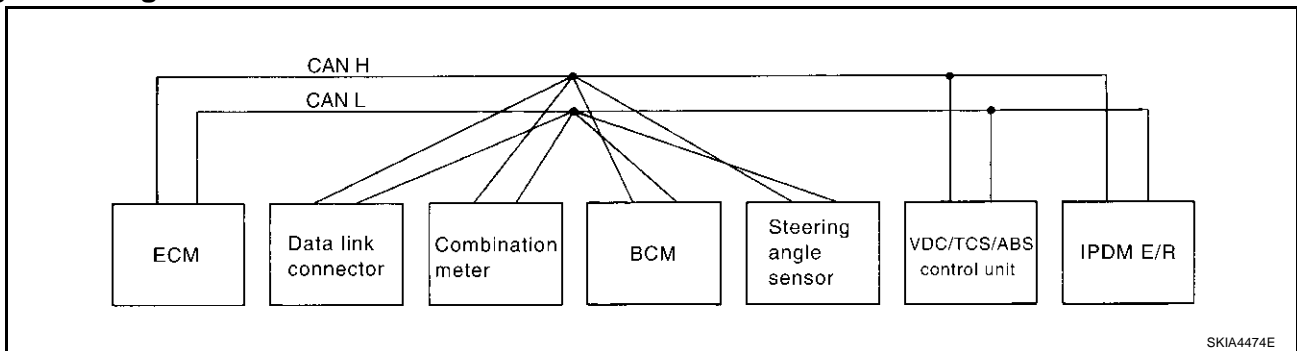 CAN H
CAN L
ECM
Data link
connector
Combination
meter
BCM
Steering
angle
sensor
VDC/TCS/ABS
control unit
IPDM E/R
SKIA4474E